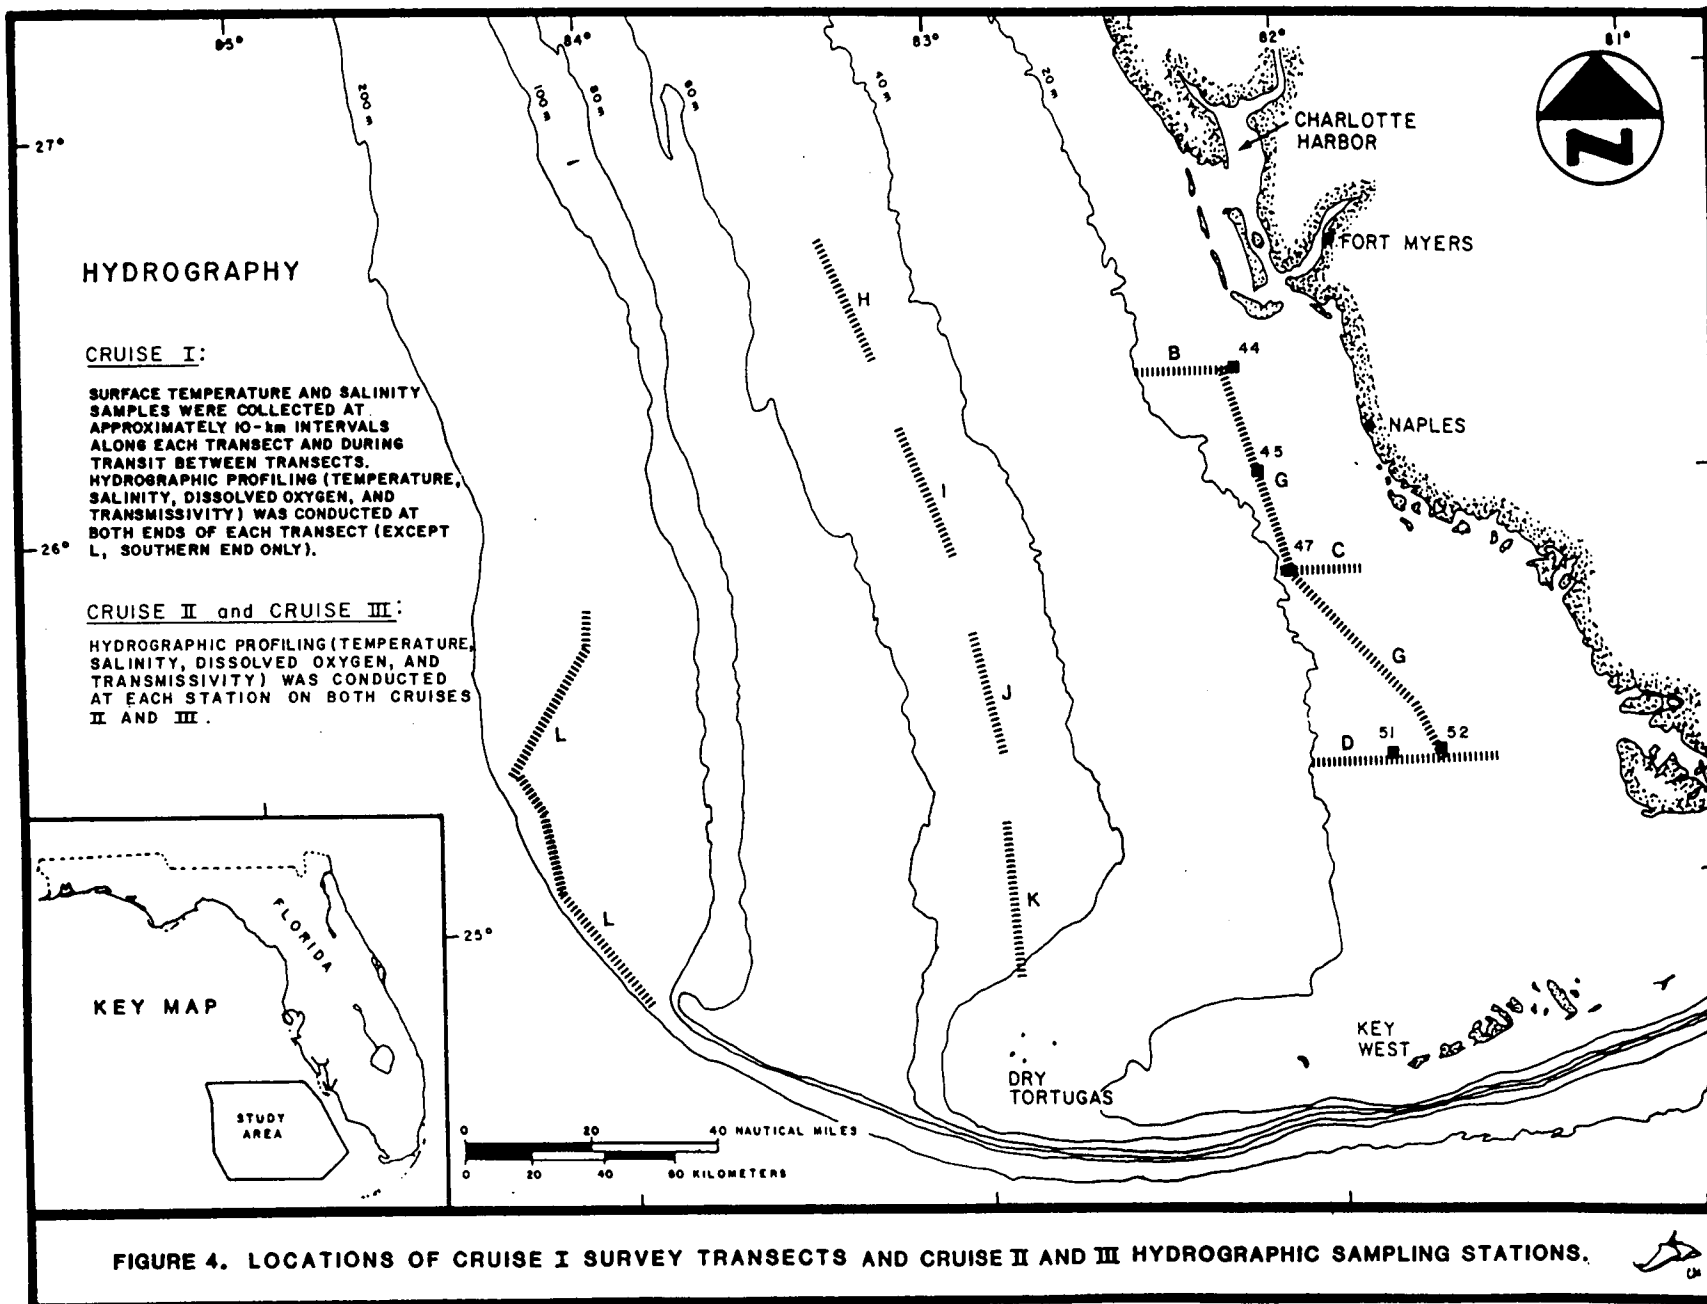 85°
84°
83°
82°
81°
200 m
100 m
80 m
60 m
40 m
20 m
27°
CHARLOTTE
HARBOR
N
FORT MYERS
HYDROGRAPHY
H
CRUISE I:
B
44
SURFACE TEMPERATURE AND SALINITY
SAMPLES WERE COLLECTED AT
APPROXIMATELY 10-km INTERVALS
ALONG EACH TRANSECT AND DURING
TRANSIT BETWEEN TRANSECTS.
HYDROGRAPHIC PROFILING (TEMPERATURE,
SALINITY, DISSOLVED OXYGEN, AND
TRANSMISSIVITY) WAS CONDUCTED AT
BOTH ENDS OF EACH TRANSECT (EXCEPT
L, SOUTHERN END ONLY).
NAPLES
45
G
I
26°
47
C
CRUISE II and CRUISE III:
HYDROGRAPHIC PROFILING (TEMPERATURE,
SALINITY, DISSOLVED OXYGEN, AND
TRANSMISSIVITY) WAS CONDUCTED
AT EACH STATION ON BOTH CRUISES
II AND III.
G
J
L
D
51
52
K
L
25°
FLORIDA
KEY MAP
STUDY
AREA
KEY
WEST
DRY
TORTUGAS
0 20 40 NAUTICAL MILES
0 20 40 60 KILOMETERS
FIGURE 4. LOCATIONS OF CRUISE I SURVEY TRANSECTS AND CRUISE II AND III HYDROGRAPHIC SAMPLING STATIONS.